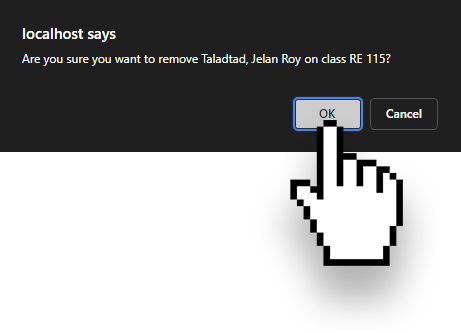 localhost says
Are you sure you want to remove Taladtad, Jelan Roy on class RE 115?
OK
Cancel